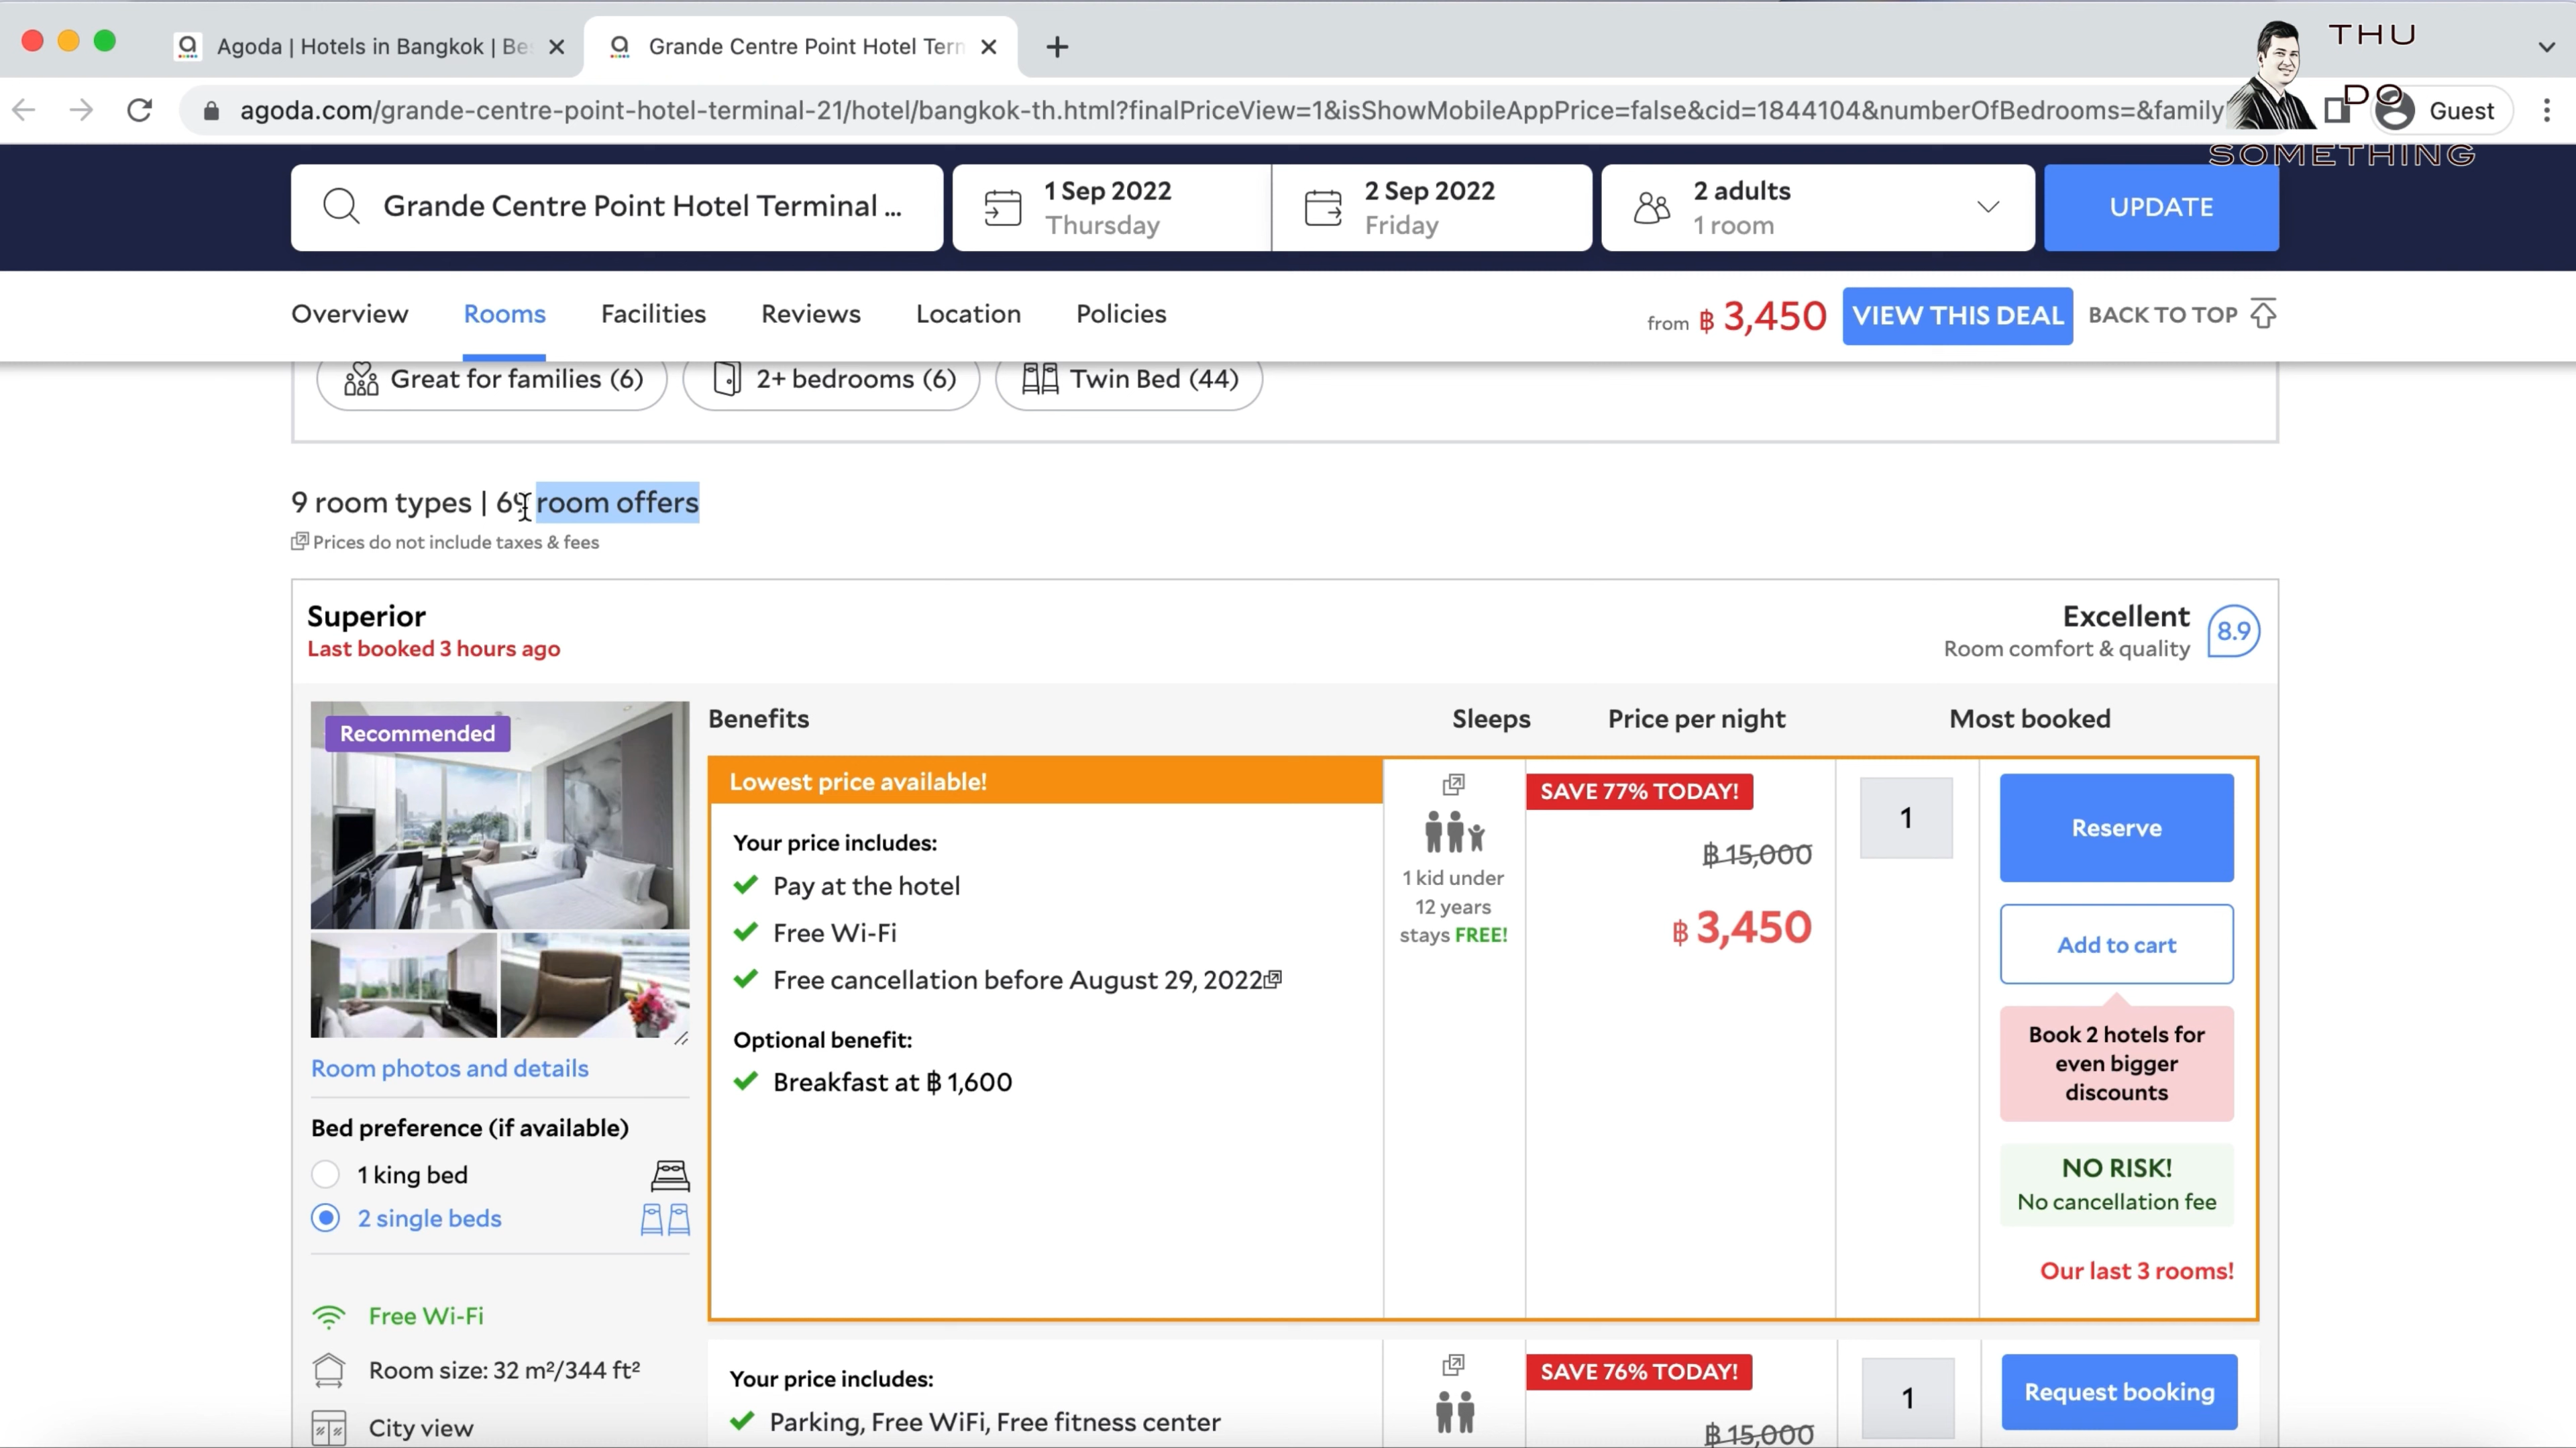 Agoda | Hotels in Bangkok | Be
Grande Centre Point Hotel Tern
THU
DO
SOMETHING
agoda.com/grande-centre-point-hotel-terminal-21/hotel/bangkok-th.html?finalPriceView=1&isShowMobileAppPrice=false&cid=1844104&numberOfBedrooms=&family
Guest
Grande Centre Point Hotel Terminal ...
1 Sep 2022
Thursday
2 Sep 2022
Friday
2 adults
1 room
UPDATE
Overview
Rooms
Facilities
Reviews
Location
Policies
from ฿ 3,450
VIEW THIS DEAL
BACK TO TOP
Great for families (6)
2+ bedrooms (6)
Twin Bed (44)
9 room types | 69 room offers
Prices do not include taxes & fees
Superior
Last booked 3 hours ago
Excellent
Room comfort & quality
8.9
Recommended
Benefits
Sleeps
Price per night
Most booked
Lowest price available!
Your price includes:
Pay at the hotel
Free Wi-Fi
Free cancellation before August 29, 2022
Optional benefit:
Breakfast at ฿ 1,600
1 kid under
12 years
stays FREE!
SAVE 77% TODAY!
฿ 15,000
฿ 3,450
1
Reserve
Add to cart
Book 2 hotels for
even bigger
discounts
NO RISK!
No cancellation fee
Our last 3 rooms!
Room photos and details
Bed preference (if available)
1 king bed
2 single beds
Free Wi-Fi
Room size: 32 m²/344 ft²
City view
Your price includes:
Parking, Free WiFi, Free fitness center
SAVE 76% TODAY!
฿ 15,000
1
Request booking